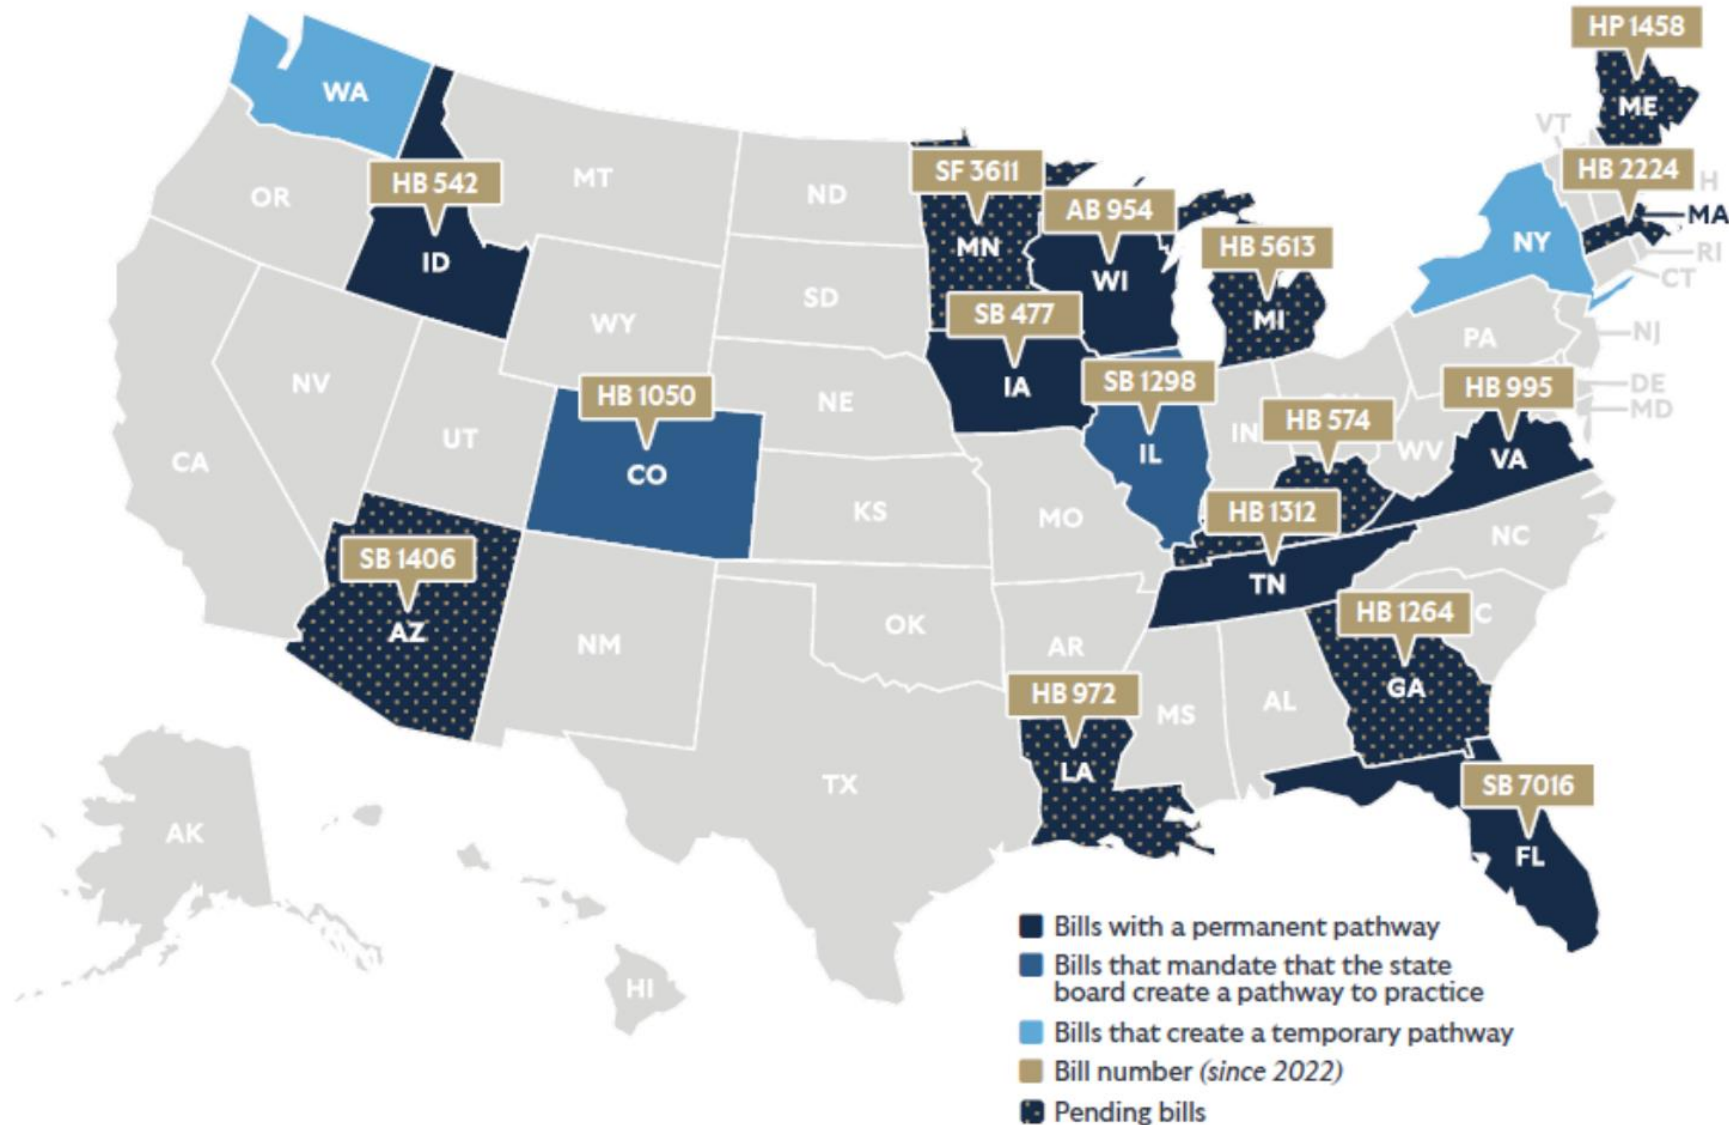 HP 1458
WA
ME
VT
HB 542
MT
SF 3611
HB 2224
H
OR
ND
AB 954
MA
MN
HB 5613
NY
RI
ID
WI
CT
SD
SB 477
MI
WY
PA
NJ
NV
HB 1050
NE
IA
SB 1298
HB 995
DE
MD
UT
HB 574
IN
WV
CA
CO
IL
VA
KS
MO
HB 1312
NC
SB 1406
TN
AZ
NM
OK
AR
HB 1264
C
HB 972
MS
AL
GA
LA
TX
SB 7016
AK
FL
HI
Bills with a permanent pathway
Bills that mandate that the state
board create a pathway to practice
Bills that create a temporary pathway
Bill number (since 2022)
Pending bills